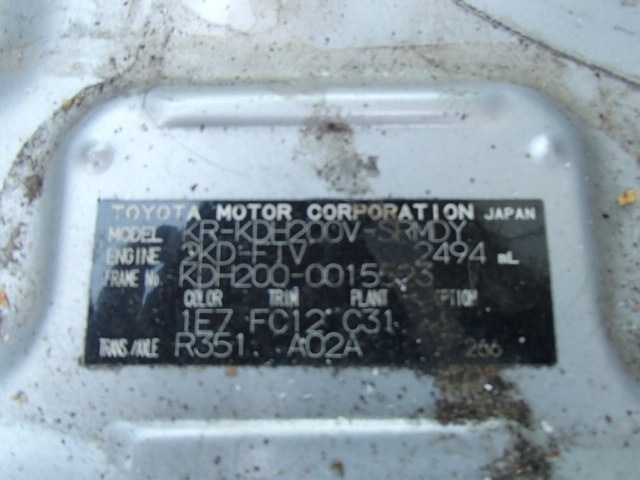 TOYOTA MOTOR CORPORATION JAPAN
MODEL KR-KDH200V-SRMDY
ENGINE 2KD-FTV 2494 mL
FRAME No. KDH200-0015523
COLOR TRIM PLANT OPTION
1E7 FC12 C31
TRANS./AXLE R351 A02A 266